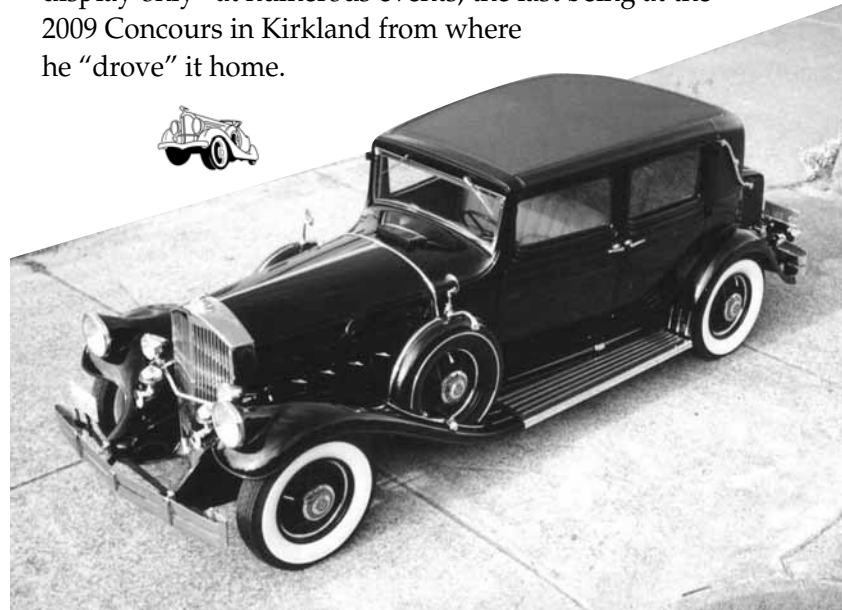 2009 Concours in Kirkland from where
he “drove” it home.